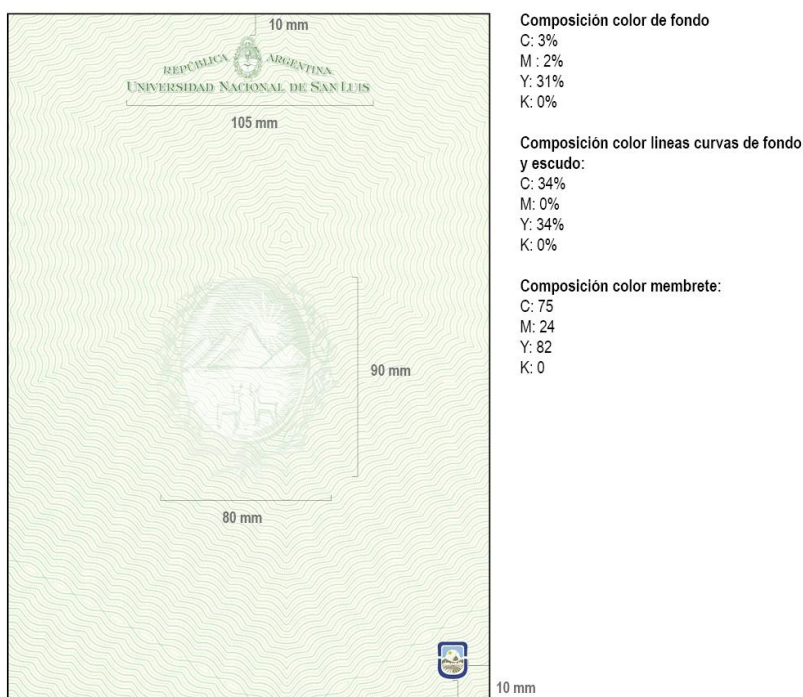 10 mm
REPÚBLICA ARGENTINA
UNIVERSIDAD NACIONAL DE SAN LUIS
105 mm
90 mm
80 mm
10 mm
Composición color de fondo
C: 3%
M : 2%
Y: 31%
K: 0%
Composición color lineas curvas de fondo
y escudo:
C: 34%
M: 0%
Y: 34%
K: 0%
Composición color membrete:
C: 75
M: 24
Y: 82
K: 0